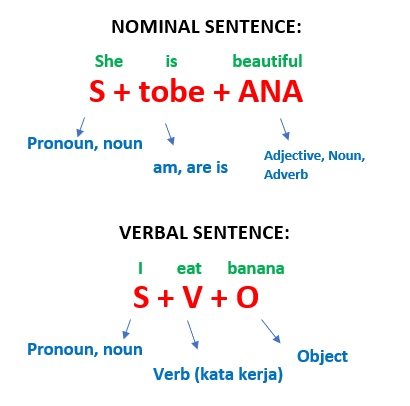 NOMINAL SENTENCE:
She is beautiful
S + tobe + ANA
Pronoun, noun
am, are is
Adjective, Noun,
Adverb
VERBAL SENTENCE:
I eat banana
S + V + O
Pronoun, noun
Verb (kata kerja)
Object